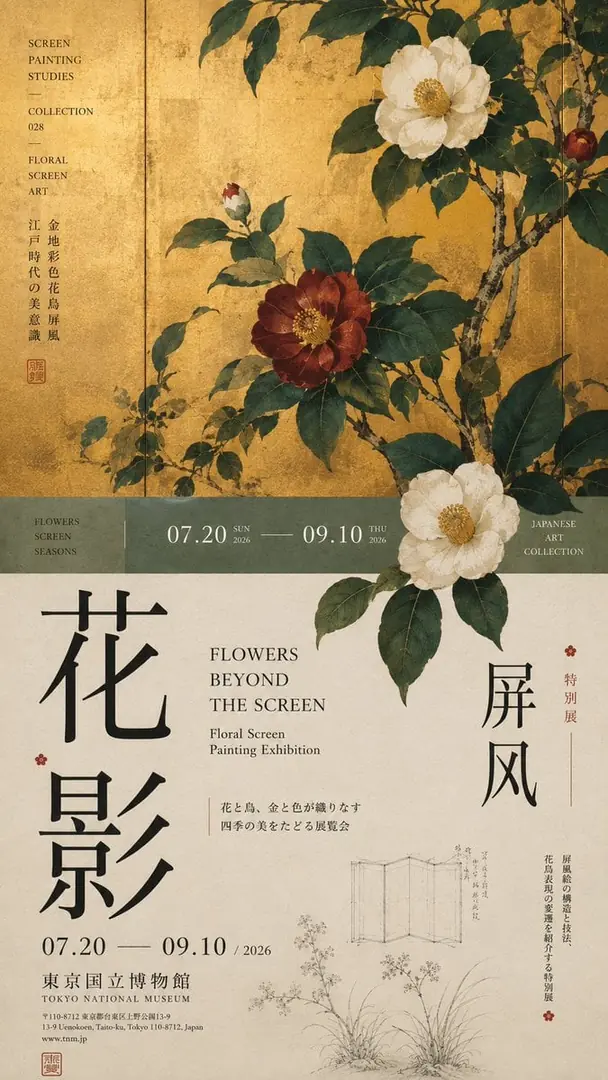 SCREEN
PAINTING
STUDIES
COLLECTION
028
FLORAL
SCREEN
ART
金地彩色花鳥屏風
江戸時代の美意識
FLOWERS
SCREEN
SEASONS
07.20 SUN 2026 — 09.10 THU 2026
JAPANESE
ART
COLLECTION
花影
FLOWERS
BEYOND
THE SCREEN
Floral Screen
Painting Exhibition
屏风
特別展
花と鳥、金と色が織りなす
四季の美をたどる展覧会
屏風絵の構造と技法、
花鳥表現の変遷を紹介する特別展
07.20 — 09.10 / 2026
東京国立博物館
TOKYO NATIONAL MUSEUM
〒110-8712 東京都台東区上野公園13-9
13-9 Uenokoen, Taito-ku, Tokyo 110-8712, Japan
www.tnm.jp